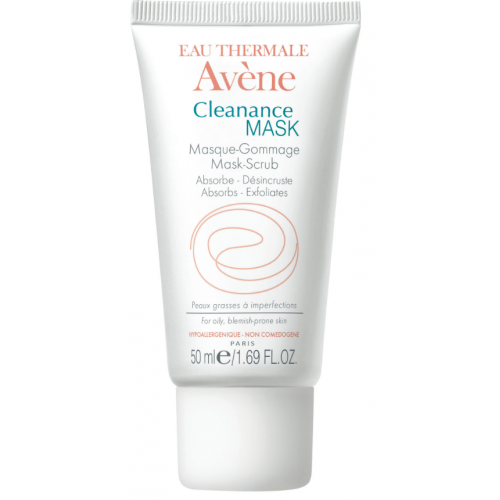 EAU THERMALE
Avène
Cleanance
MASK
Masque-Gommage
Mask-Scrub
Absorbe - Désincruste
Absorbs - Exfoliates
Peaux grasses à imperfections
For oily, blemish-prone skin
HYPOALLERGENIQUE - NON COMEDOGENE
PARIS
50 ml e/1.69 FL.OZ.